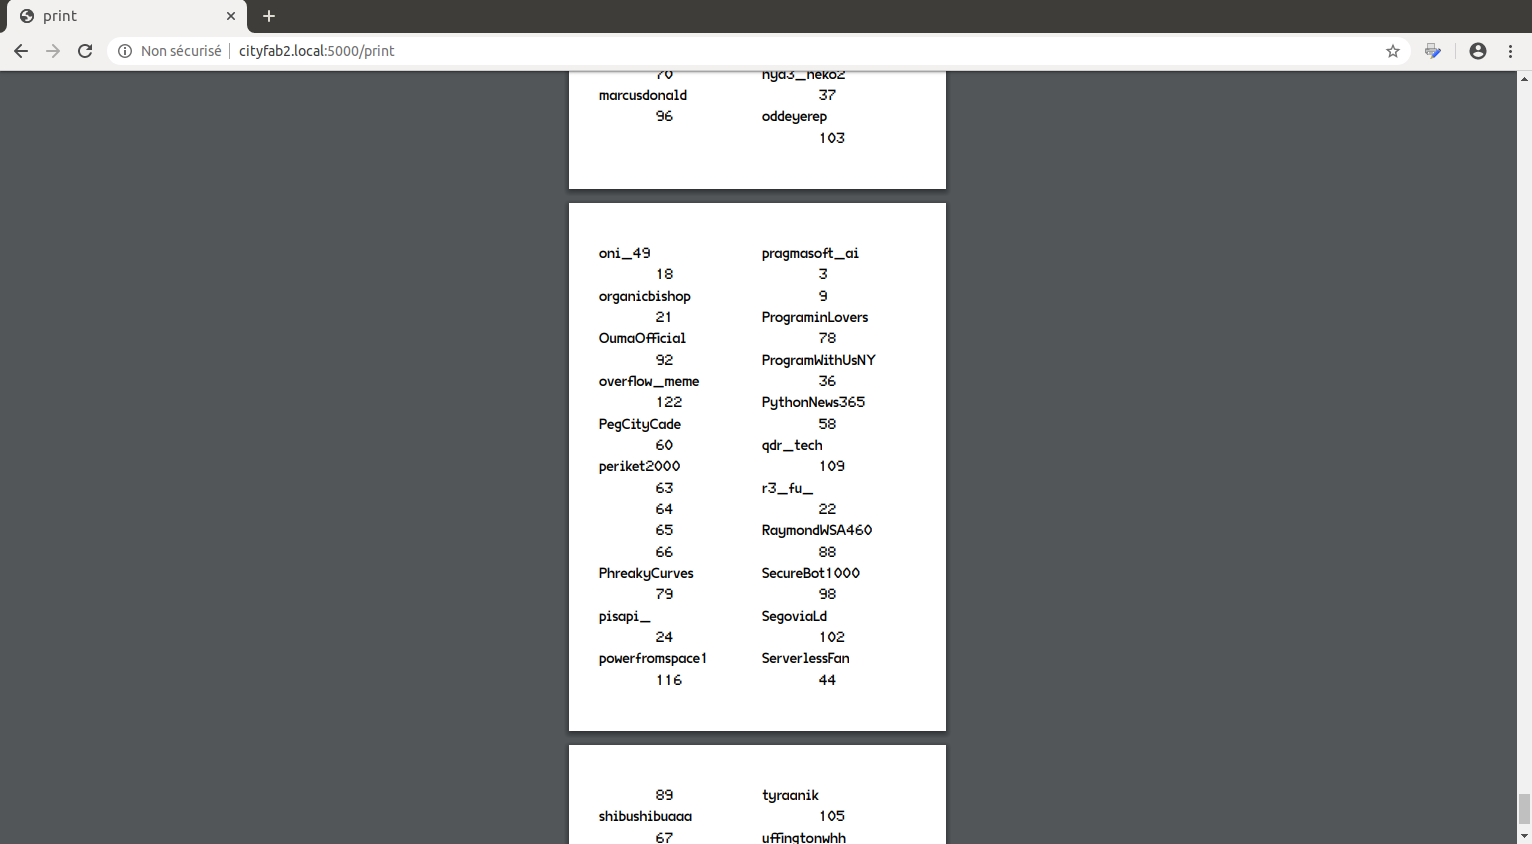 print
Non sécurisé
cityfab2.local:5000/print
70
marcusdonald
96
nya3_neko2
37
oddeyerep
103
oni_49
18
organicbishop
21
OumaOfficial
92
overflow_meme
122
PegCityCade
60
periket2000
63
64
65
66
PhreakyCurves
79
pisapi_
24
powerfromspace1
116
pragmasoft_ai
3
9
PrograminLovers
78
ProgramWithUsNY
36
PythonNews365
58
qdr_tech
109
r3_fu_
22
RaymondWSA460
88
SecureBot1000
98
SegoviaLd
102
ServerlessFan
44
89
shibushibuaaa
67
tyraanik
105
uffingtonwhh